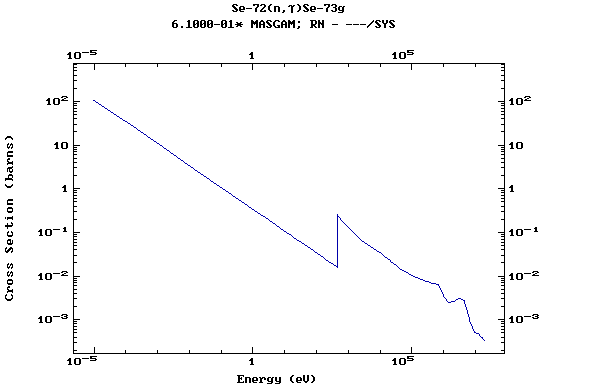 Se-72(n,γ)Se-73g
6.1000-01* MASGAM; RN - ---/SYS
10⁻⁵ 1 10⁵
10² 10²
10 10
1 1
10⁻¹ 10⁻¹
10⁻² 10⁻²
10⁻³ 10⁻³
Cross Section (barns)
10⁻⁵ 1 10⁵
Energy (eV)